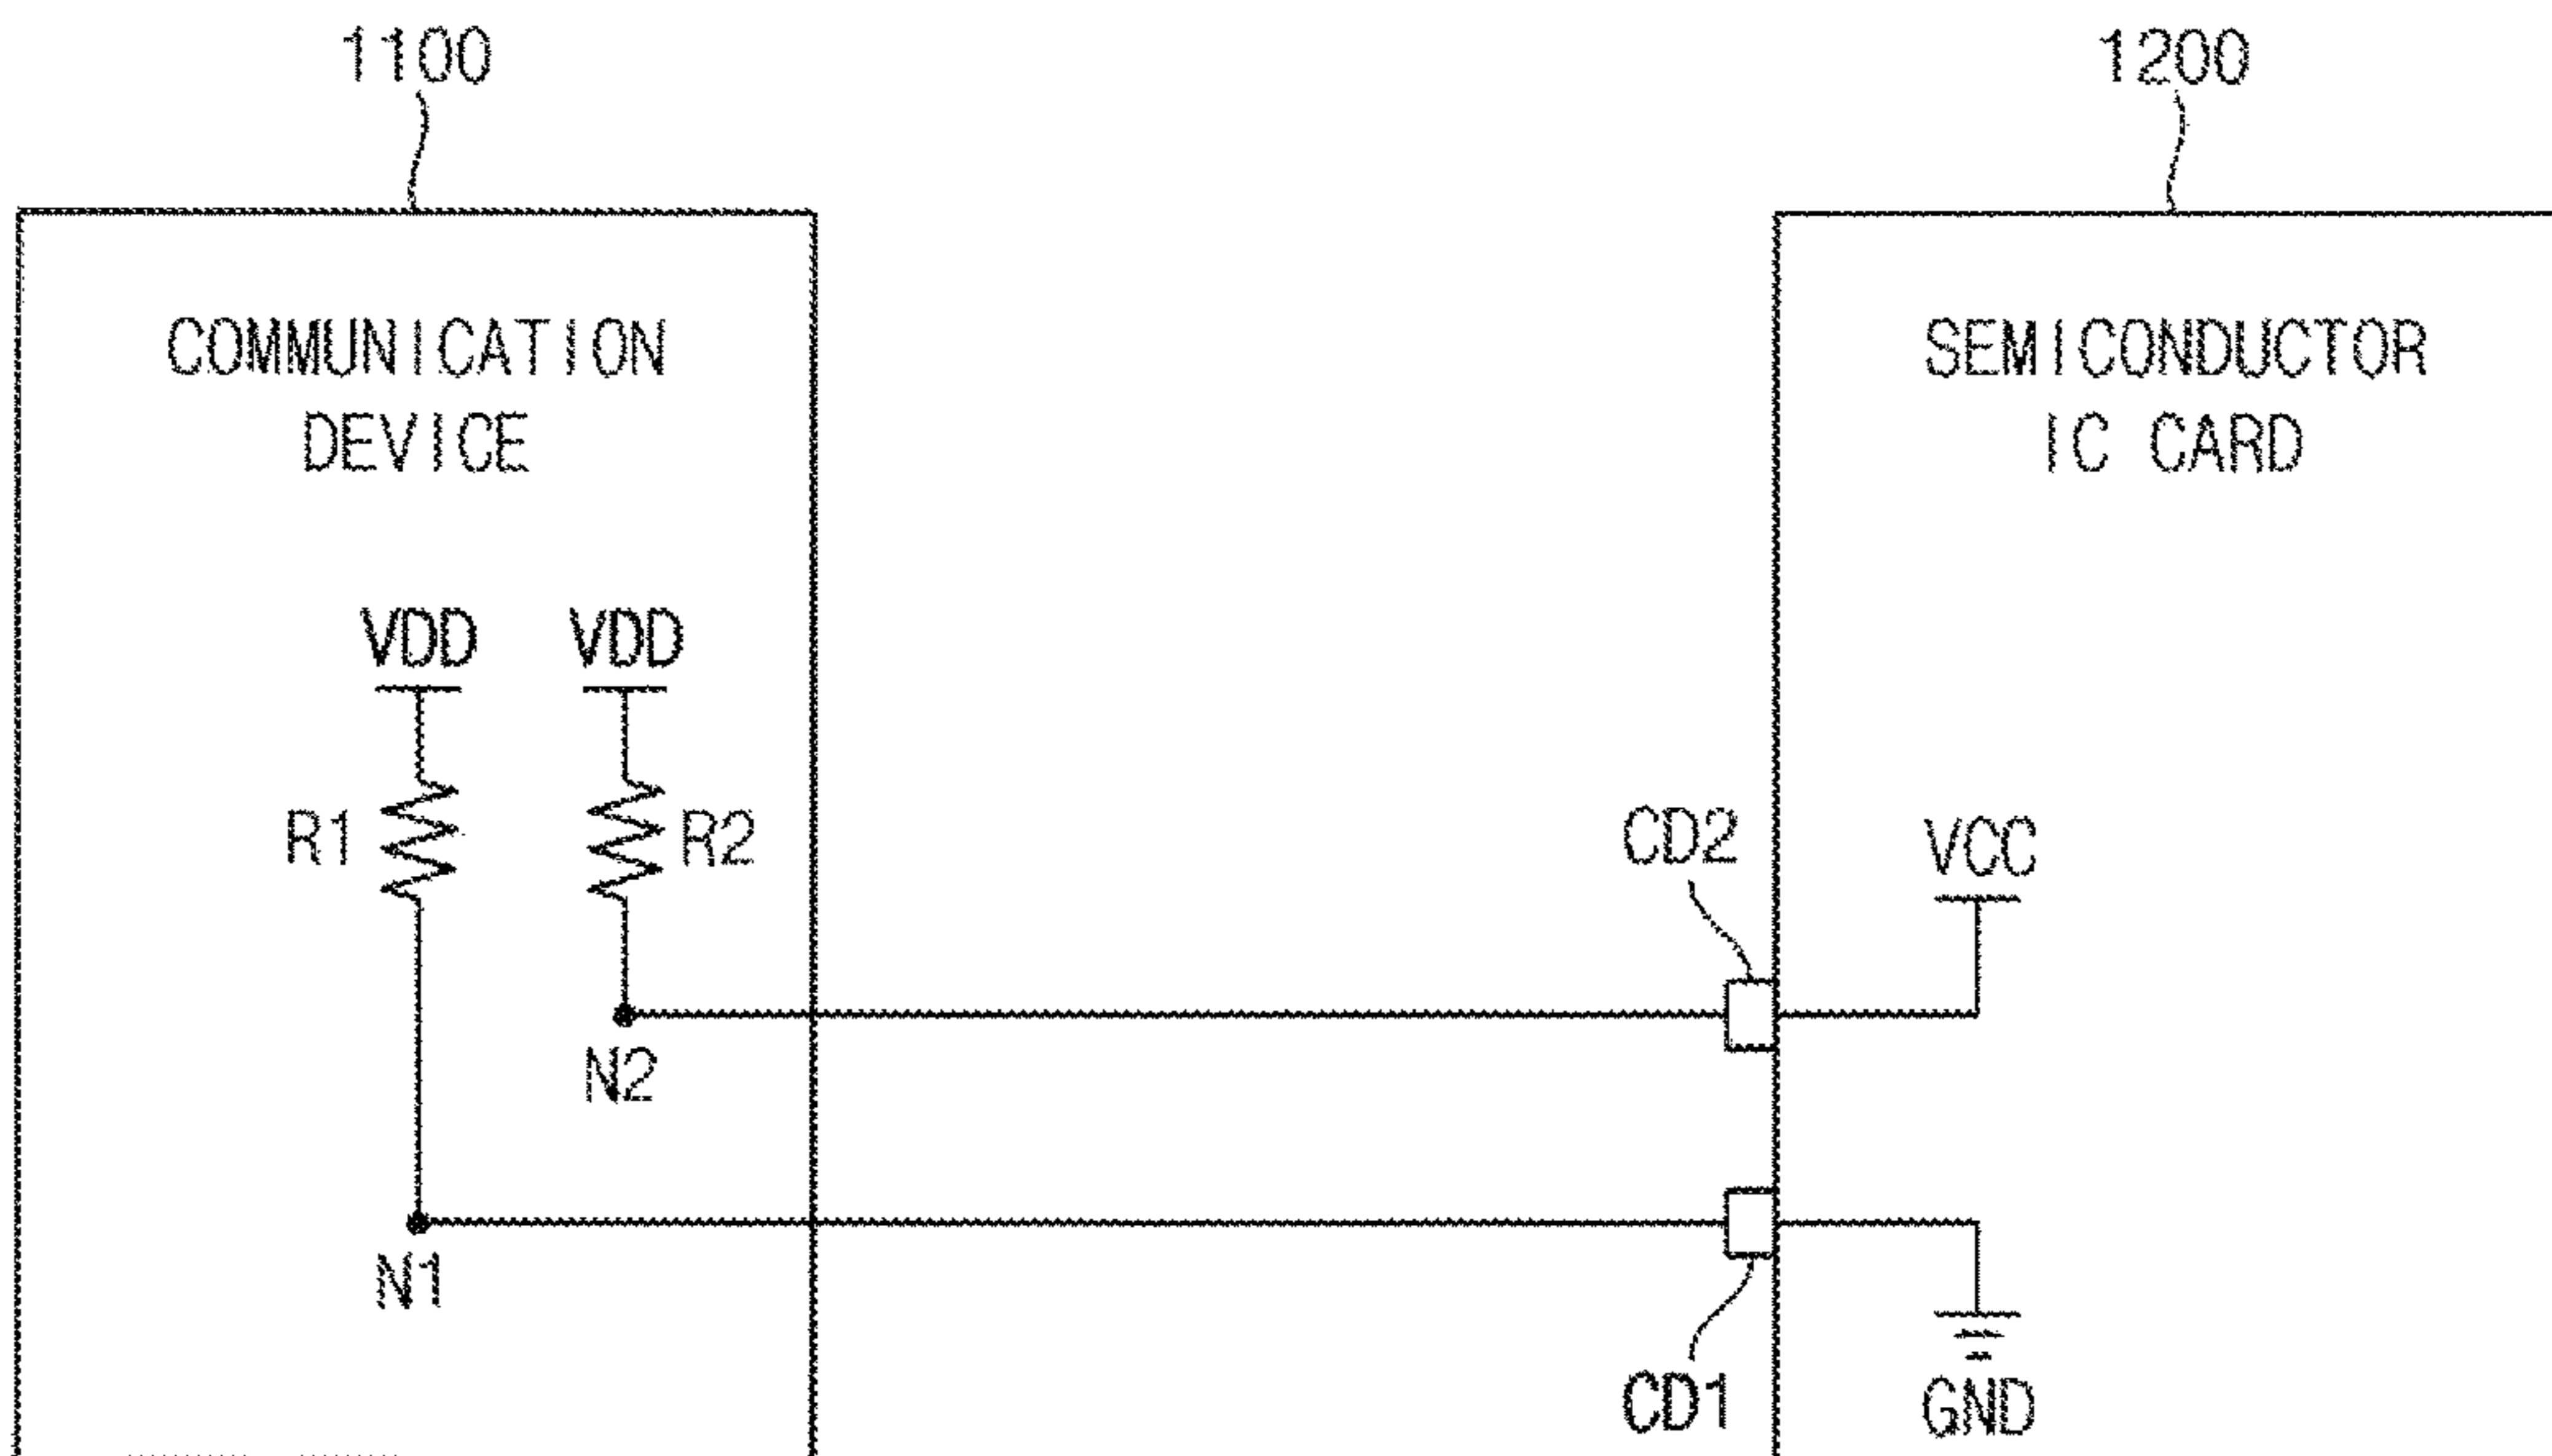 1100
1200
COMMUNICATION
DEVICE
SEMICONDUCTOR
IC CARD
VDD VDD
R1 R2
CD2
VCC
N2
N1
CD1
GND